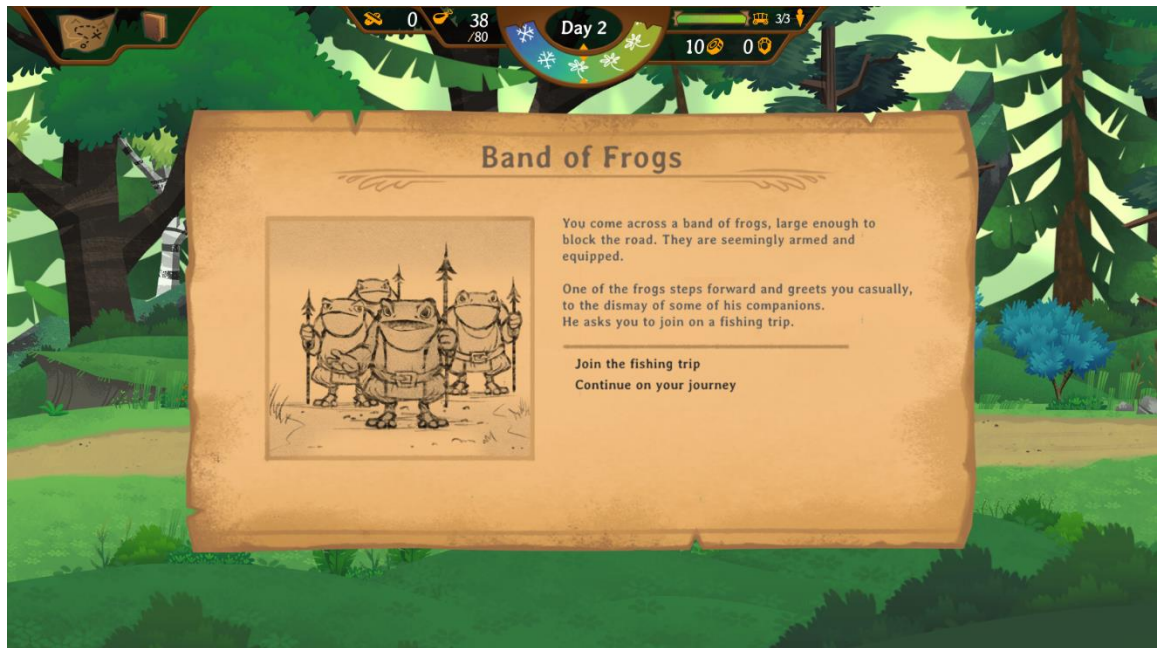 0
38
/80
Day 2
3/3
10
0
Band of Frogs
You come across a band of frogs, large enough to
block the road. They are seemingly armed and
equipped.
One of the frogs steps forward and greets you casually,
to the dismay of some of his companions.
He asks you to join on a fishing trip.
Join the fishing trip
Continue on your journey